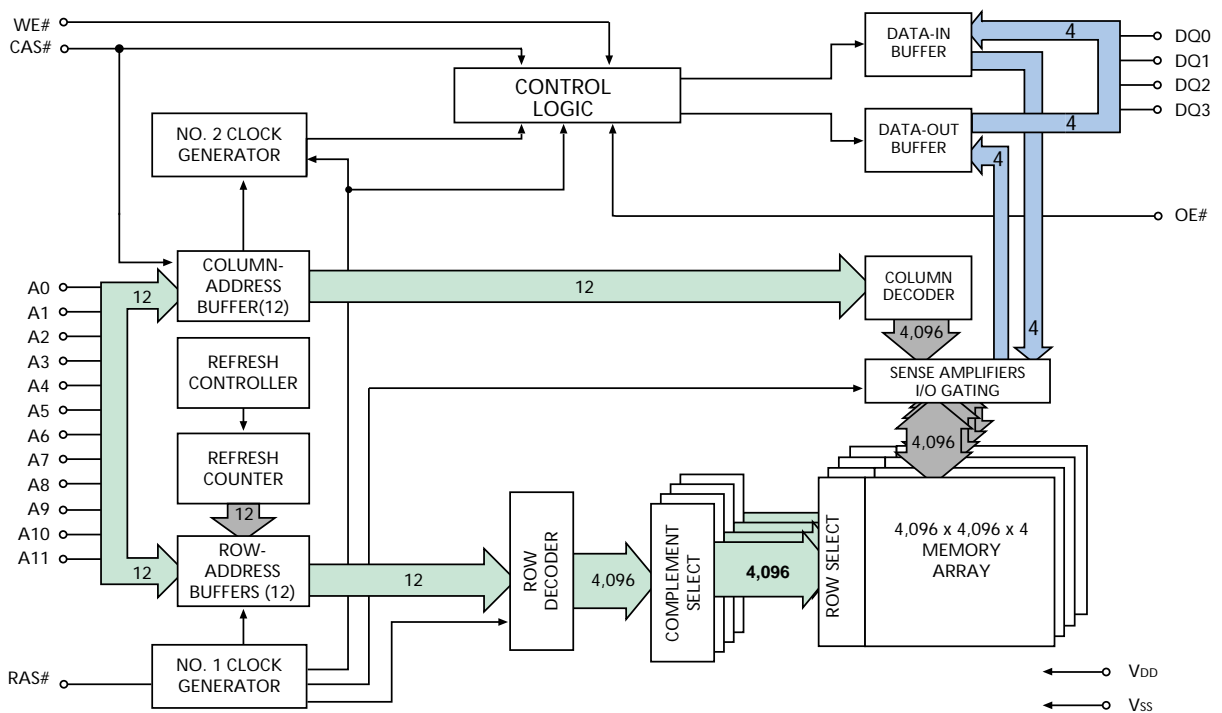 WE#
CAS#
CONTROL
LOGIC
DATA-IN
BUFFER
4
DQ0
DQ1
DQ2
DQ3
NO. 2 CLOCK
GENERATOR
DATA-OUT
BUFFER
4
4
OE#
COLUMN-
ADDRESS
BUFFER(12)
12
12
COLUMN
DECODER
4,096
4
A0
A1
A2
A3
A4
A5
A6
A7
A8
A9
A10
A11
REFRESH
CONTROLLER
SENSE AMPLIFIERS
I/O GATING
4,096
REFRESH
COUNTER
12
12
ROW-
ADDRESS
BUFFERS (12)
12
ROW
DECODER
4,096
COMPLEMENT
SELECT
4,096
ROW SELECT
4,096 x 4,096 x 4
MEMORY
ARRAY
RAS#
NO. 1 CLOCK
GENERATOR
VDD
VSS